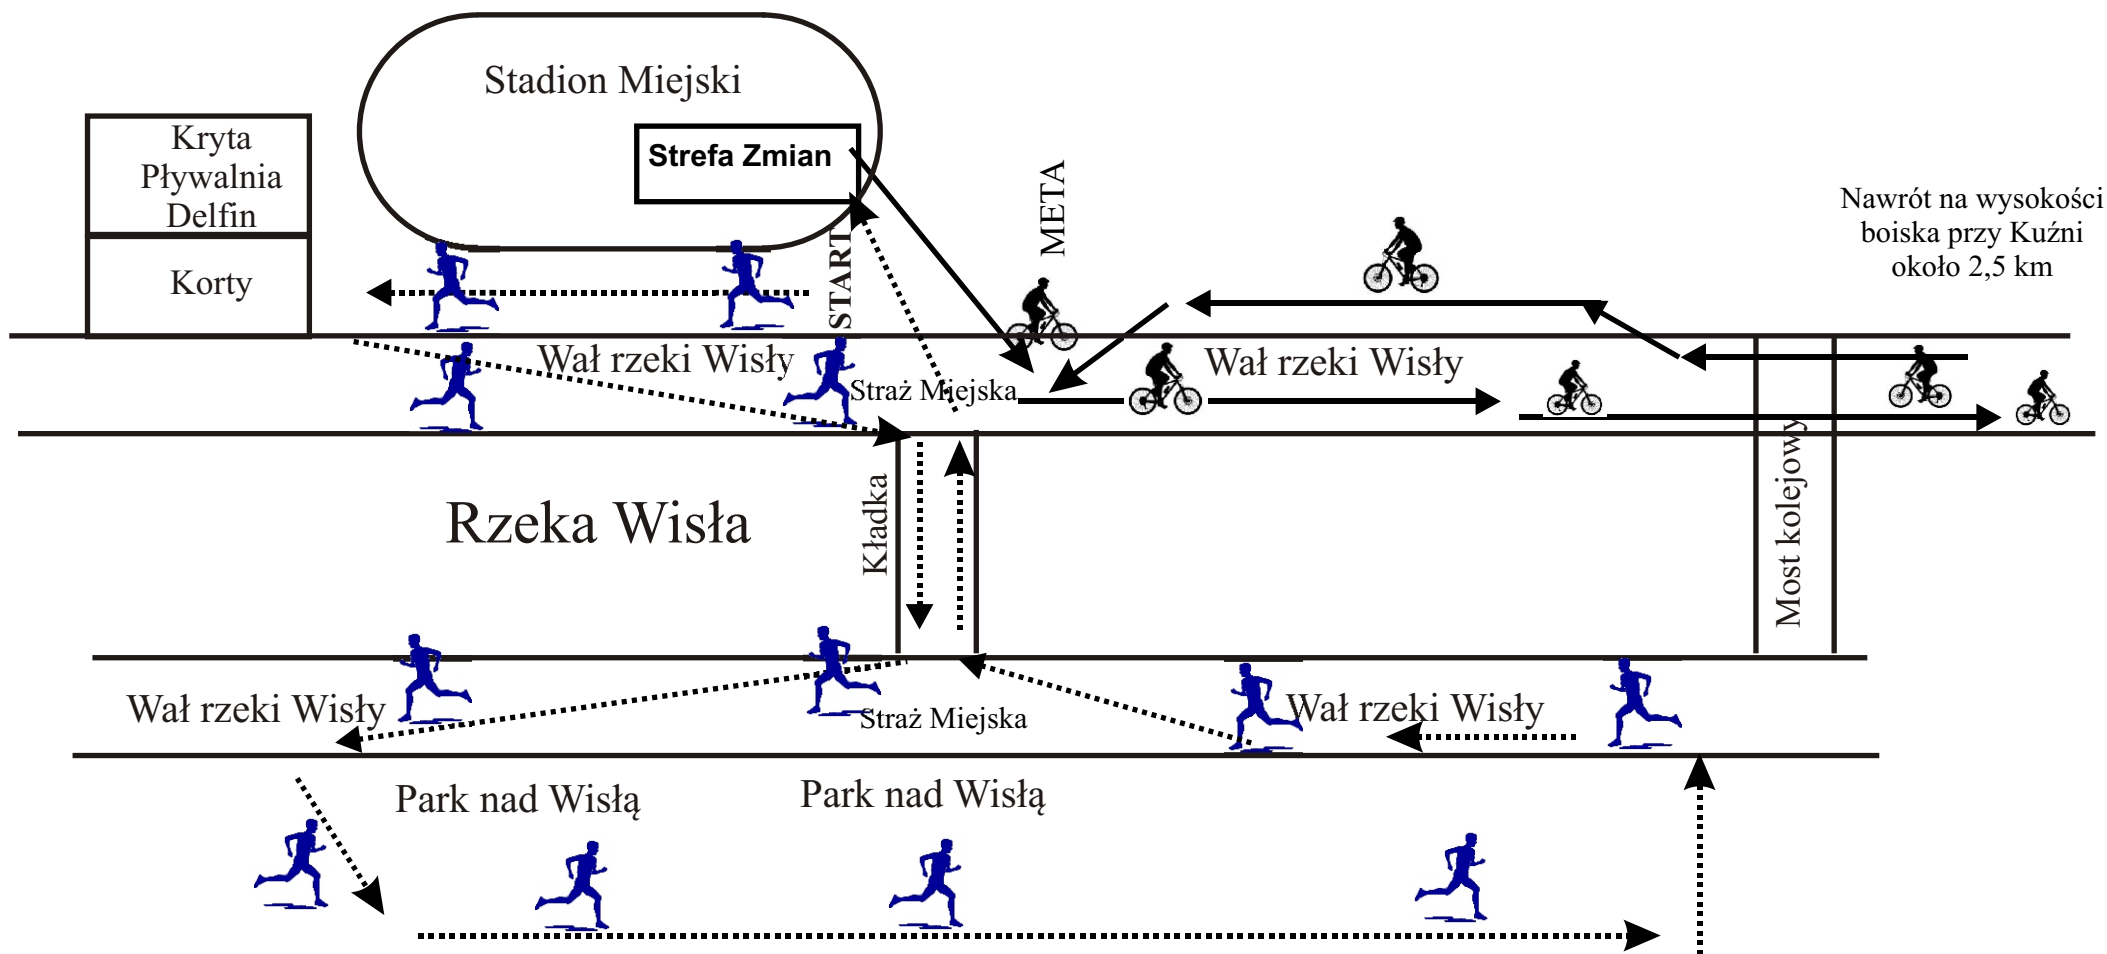 Stadion Miejski
Kryta
Pływalnia
Delfin
Strefa Zmian
META
Nawrót na wysokości
boiska przy Kuźni
około 2,5 km
Korty
START
Wał rzeki Wisły
Wał rzeki Wisły
Straż Miejska
Rzeka Wisła
Kładka
Most kolejowy
Wał rzeki Wisły
Straż Miejska
Wał rzeki Wisły
Park nad Wisłą
Park nad Wisłą